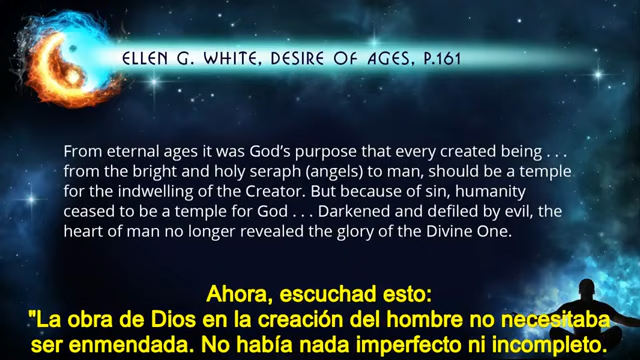 ELLEN G. WHITE, DESIRE OF AGES, P.161
From eternal ages it was God's purpose that every created being . . .
from the bright and holy seraph (angels) to man, should be a temple
for the indwelling of the Creator. But because of sin, humanity
ceased to be a temple for God . . . Darkened and defiled by evil, the
heart of man no longer revealed the glory of the Divine One.
Ahora, escuchad esto:
"La obra de Dios en la creación del hombre no necesitaba
ser enmendada. No había nada imperfecto ni incompleto.